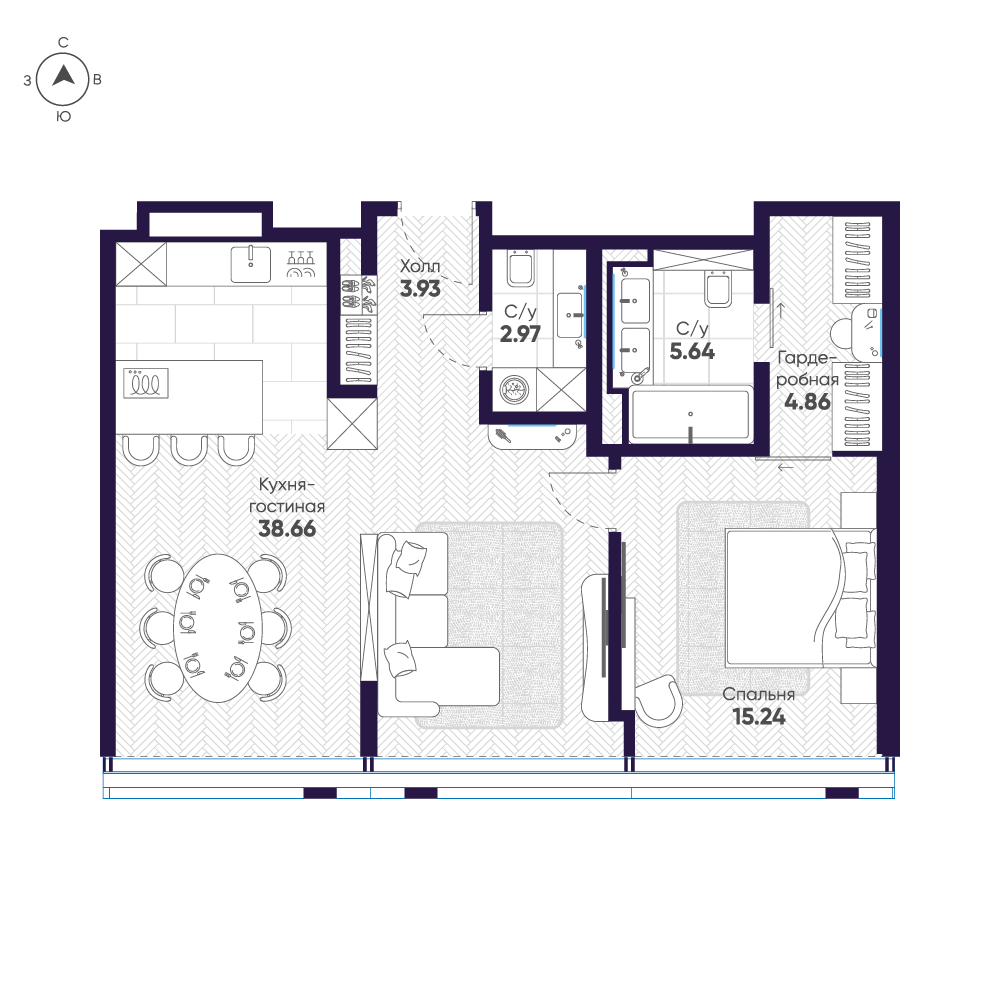 С
З
В
Ю
Холл
3.93
С/у
2.97
С/у
5.64
Гарде-
робная
4.86
Кухня-
гостиная
38.66
Спальня
15.24